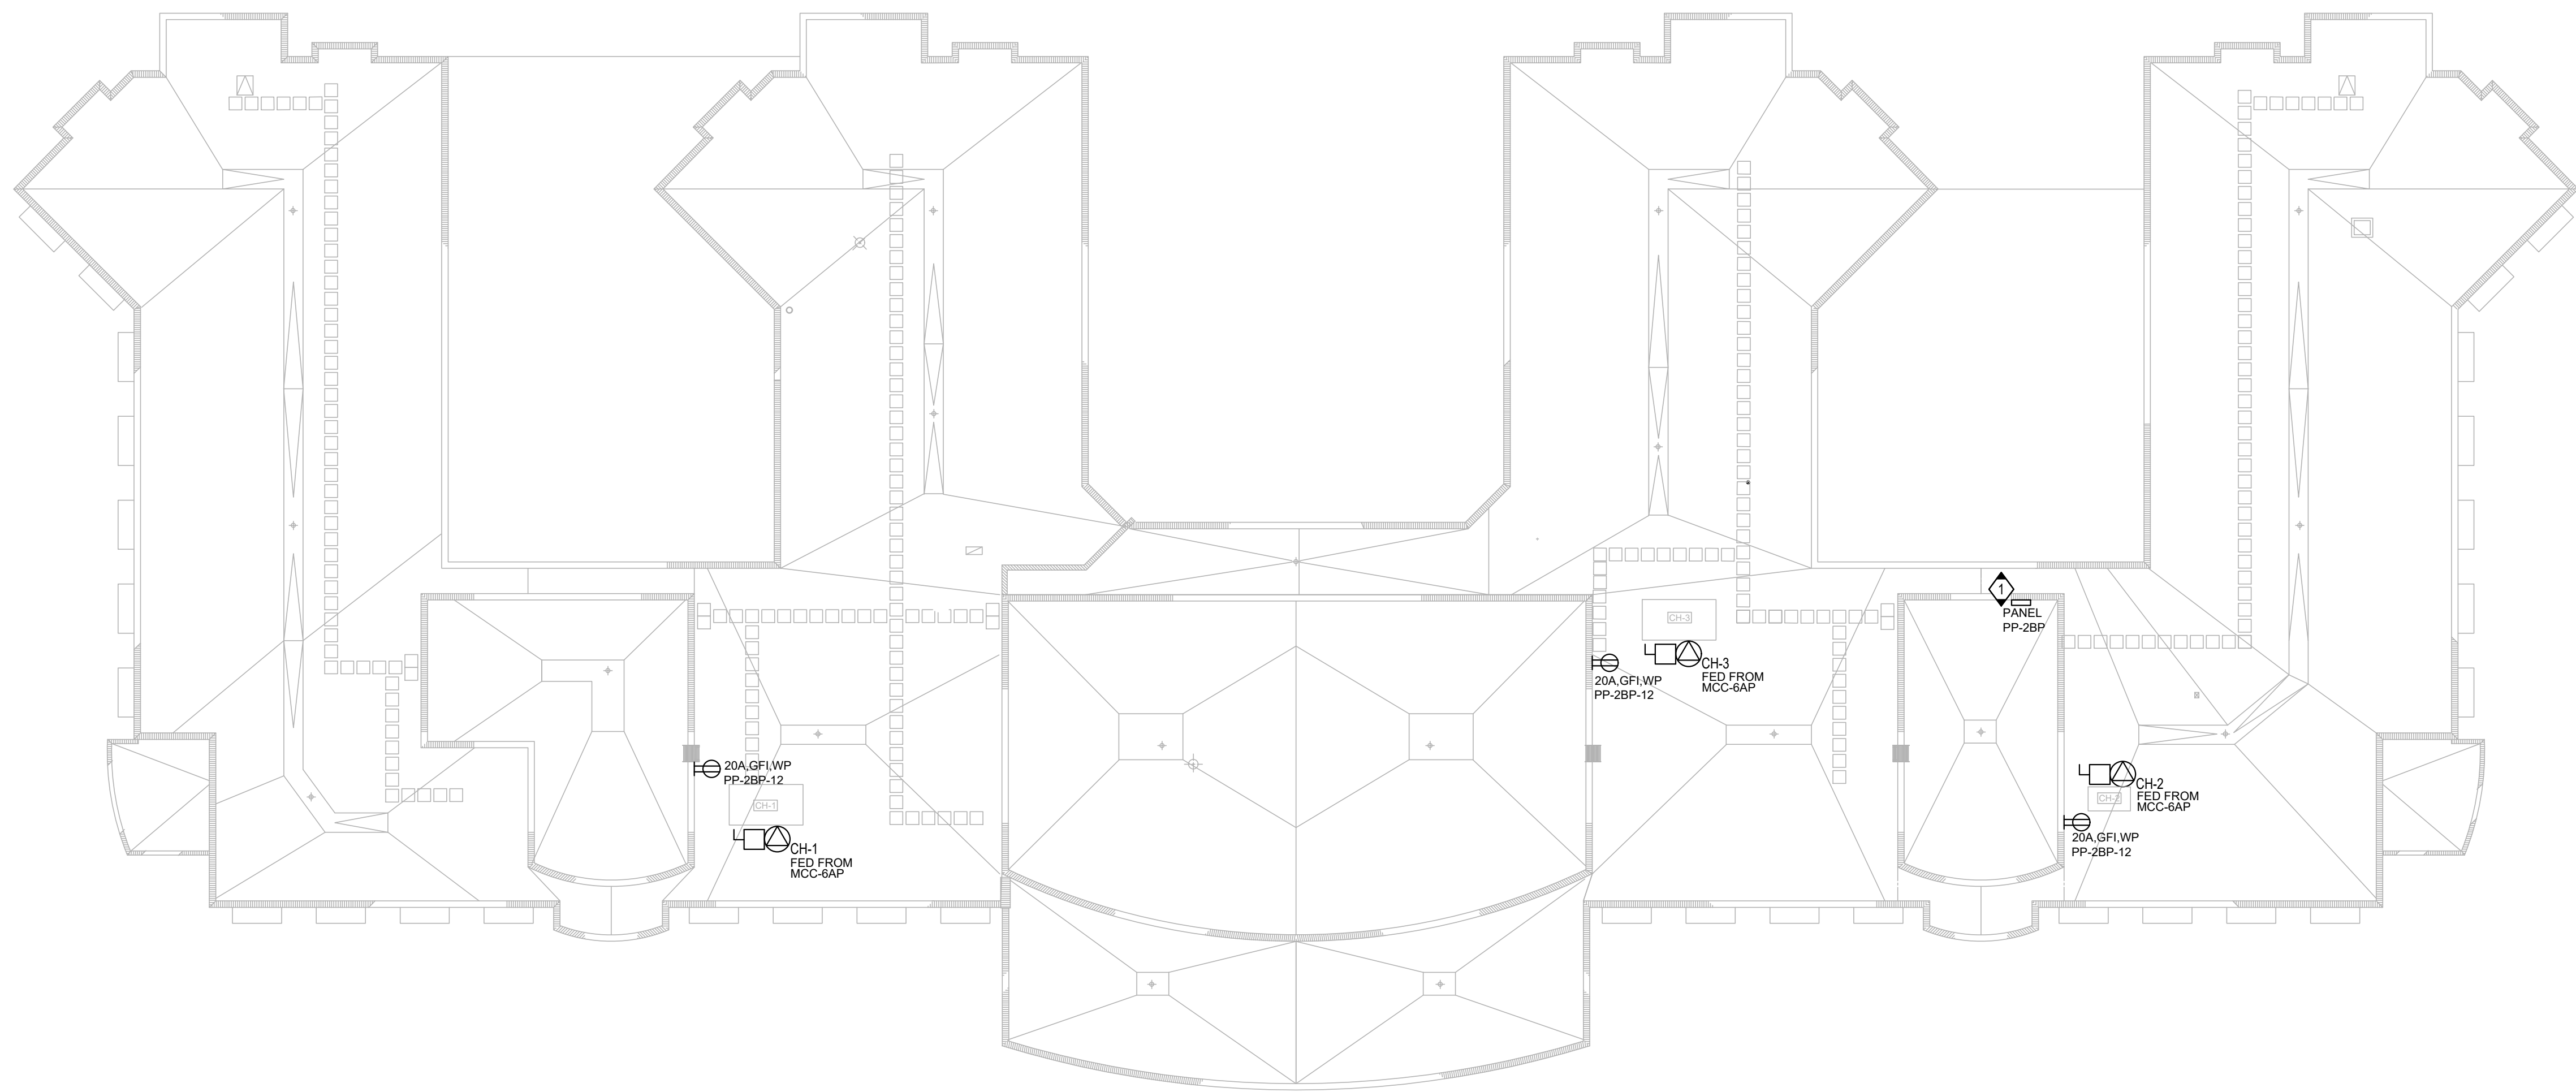 1
PANEL
PP-2BP
CH-3
CH-3
FED FROM
MCC-6AP
20A,GFI,WP
PP-2BP-12
20A,GFI,WP
PP-2BP-12
CH-1
CH-1
FED FROM
MCC-6AP
CH-2
FED FROM
MCC-6AP
CH-2
20A,GFI,WP
PP-2BP-12